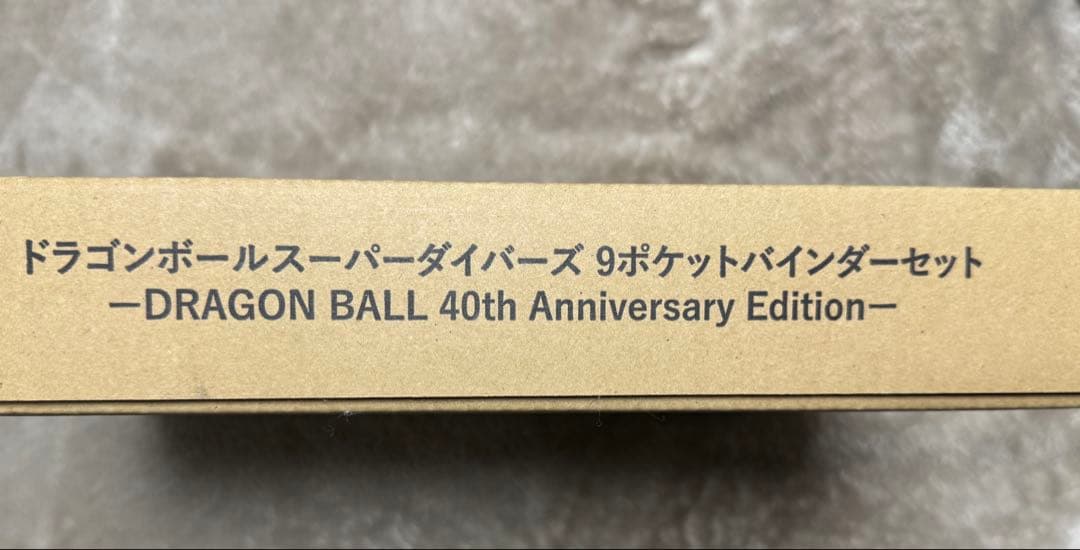 ドラゴンボールスーパーダイバーズ 9ポケットバインダーセット
―DRAGON BALL 40th Anniversary Edition―